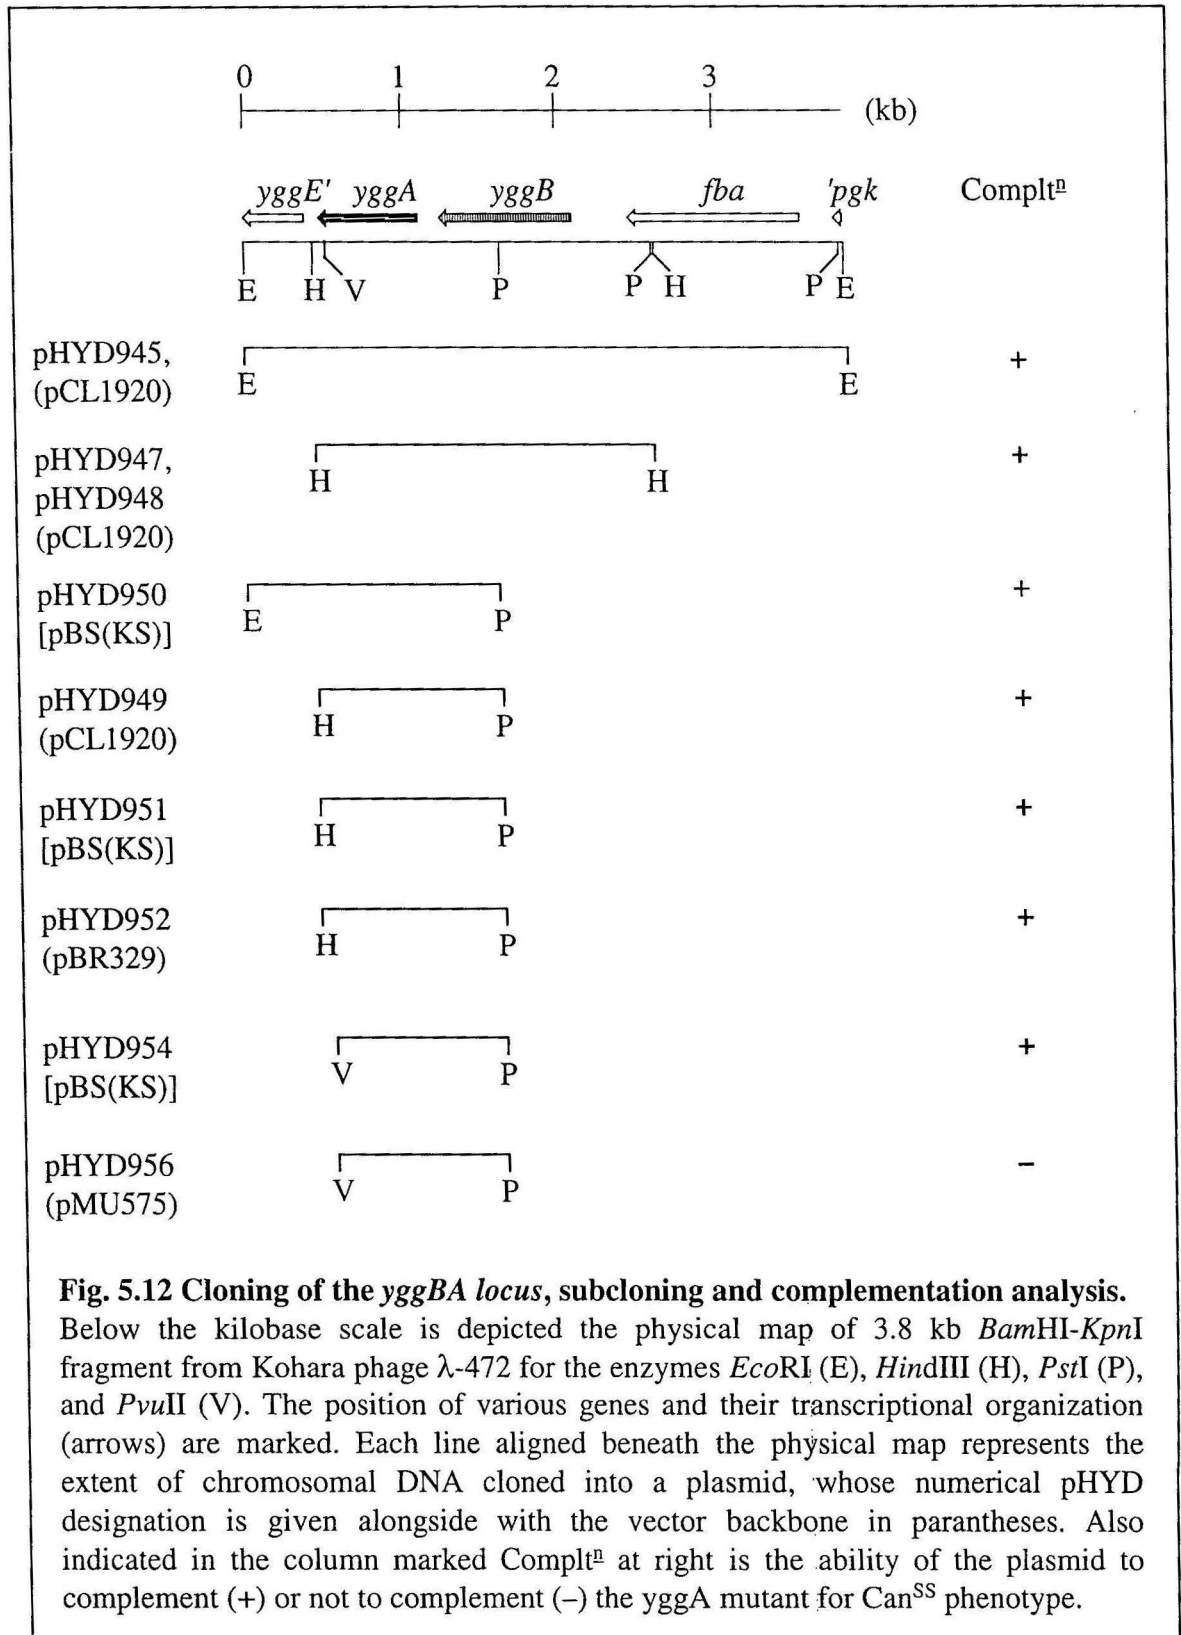 0 1 2 3
(kb)
yggE' yggA yggB fba 'pgk Compltⁿ
E H V P P H P E
pHYD945,
(pCL1920)
E E
+
pHYD947,
pHYD948
(pCL1920)
H H
+
pHYD950
[pBS(KS)]
E P
+
pHYD949
(pCL1920)
H P
+
pHYD951
[pBS(KS)]
H P
+
pHYD952
(pBR329)
H P
+
pHYD954
[pBS(KS)]
V P
+
pHYD956
(pMU575)
V P
–
Fig. 5.12 Cloning of the yggBA locus, subcloning and complementation analysis.
Below the kilobase scale is depicted the physical map of 3.8 kb BamHI-KpnI
fragment from Kohara phage λ-472 for the enzymes EcoRI (E), HindIII (H), PstI (P),
and PvuII (V). The position of various genes and their transcriptional organization
(arrows) are marked. Each line aligned beneath the physical map represents the
extent of chromosomal DNA cloned into a plasmid, whose numerical pHYD
designation is given alongside with the vector backbone in parantheses. Also
indicated in the column marked Compltⁿ at right is the ability of the plasmid to
complement (+) or not to complement (–) the yggA mutant for Can^SS phenotype.